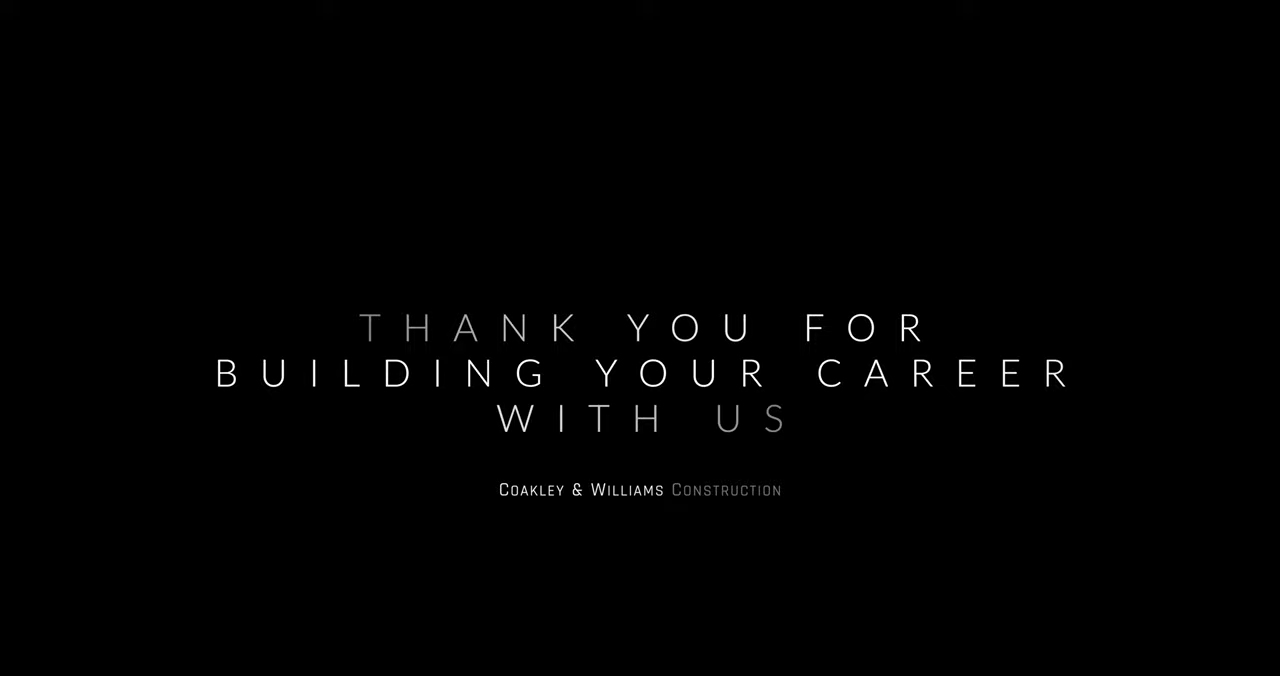 THANK YOU FOR
BUILDING YOUR CAREER
WITH US
COAKLEY & WILLIAMS CONSTRUCTION